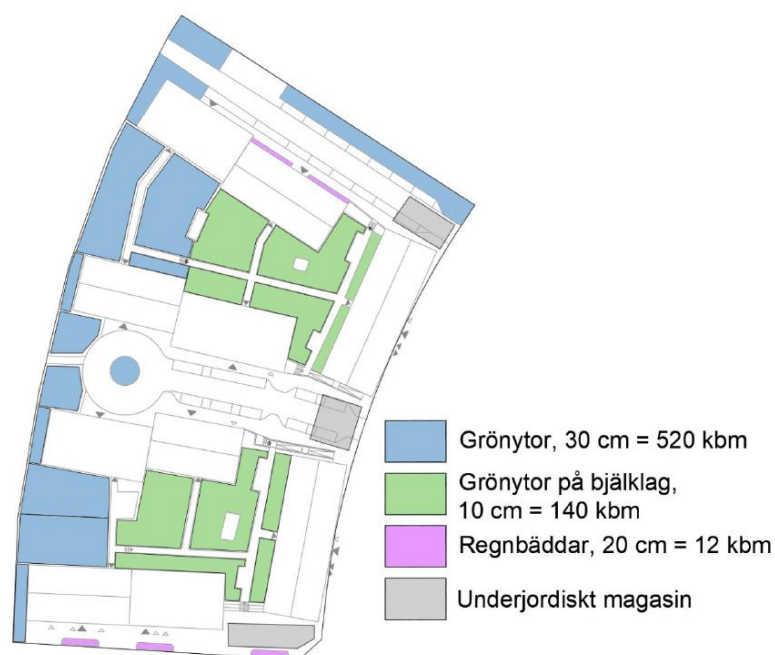 Grönytor, 30 cm = 520 kbm
Grönytor på bjälklag,
10 cm = 140 kbm
Regnbäddar, 20 cm = 12 kbm
Underjordiskt magasin